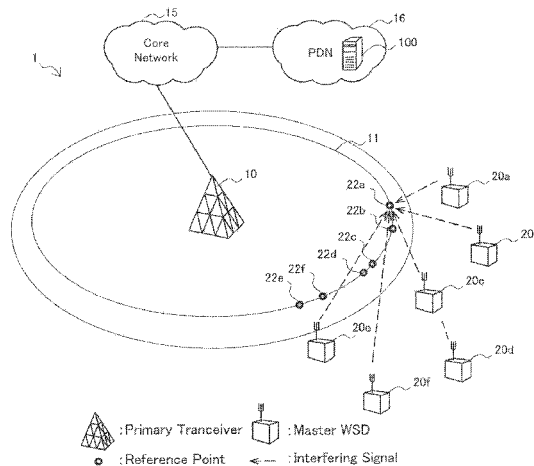 15
16
Core
Network
PDN
100
1
11
10
22a
20a
22b
20
22c
22d
20c
22f
22e
20e
20d
20f
:Primary Tranceiver
:Master WSD
:Reference Point
:Interfering Signal